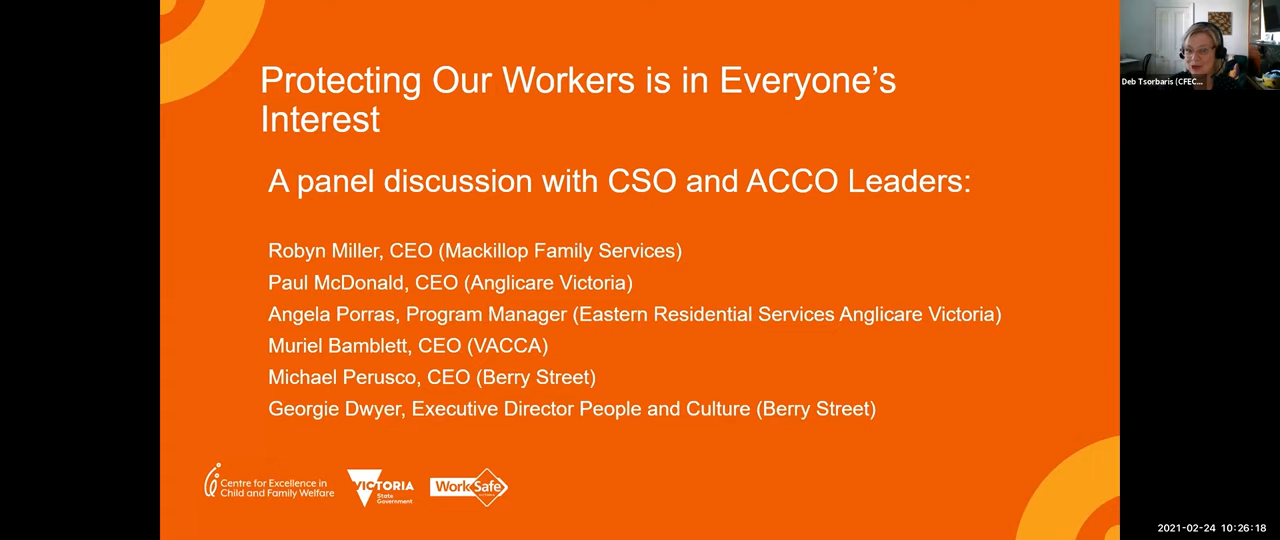 Protecting Our Workers is in Everyone’s
Interest
A panel discussion with CSO and ACCO Leaders:
Robyn Miller, CEO (Mackillop Family Services)
Paul McDonald, CEO (Anglicare Victoria)
Angela Porras, Program Manager (Eastern Residential Services Anglicare Victoria)
Muriel Bamblett, CEO (VACCA)
Michael Perusco, CEO (Berry Street)
Georgie Dwyer, Executive Director People and Culture (Berry Street)
Centre for Excellence in
Child and Family Welfare
VICTORIA
State
Government
WorkSafe
Deb Tsorbaris (CFEC...
2021-02-24 10:26:18